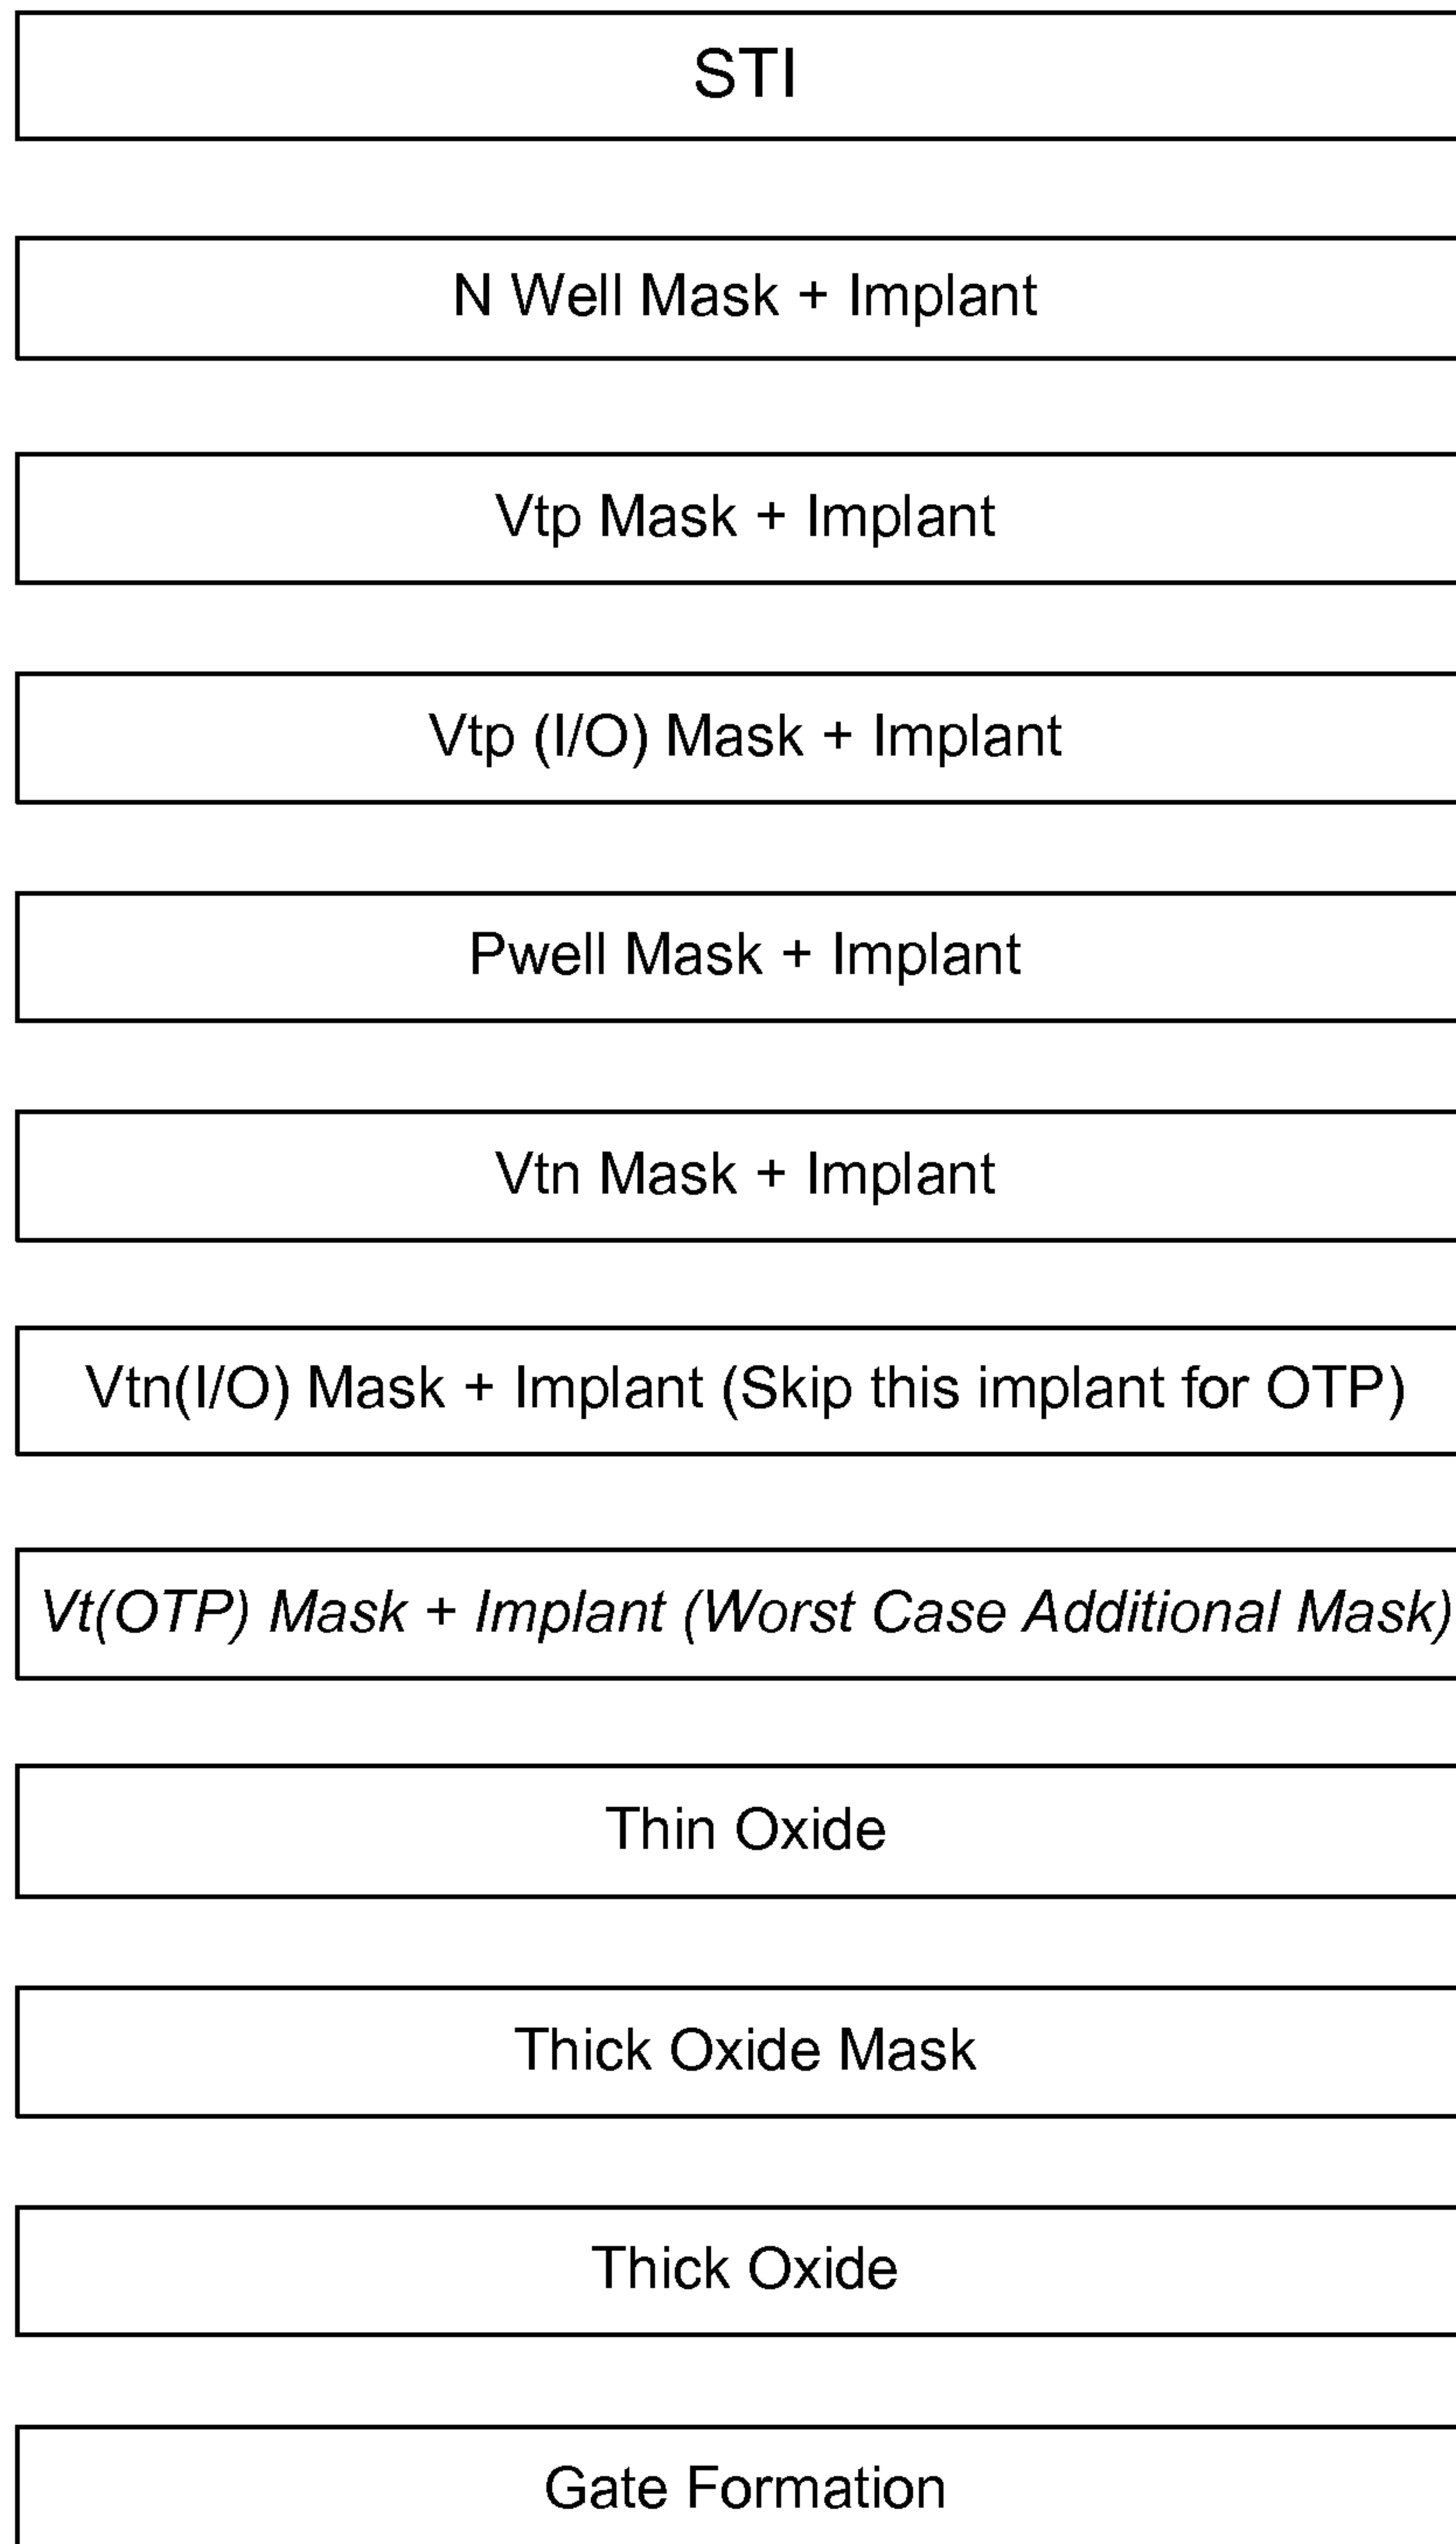 STI
N Well Mask + Implant
Vtp Mask + Implant
Vtp (I/O) Mask + Implant
Pwell Mask + Implant
Vtn Mask + Implant
Vtn(I/O) Mask + Implant (Skip this implant for OTP)
Vt(OTP) Mask + Implant (Worst Case Additional Mask)
Thin Oxide
Thick Oxide Mask
Thick Oxide
Gate Formation